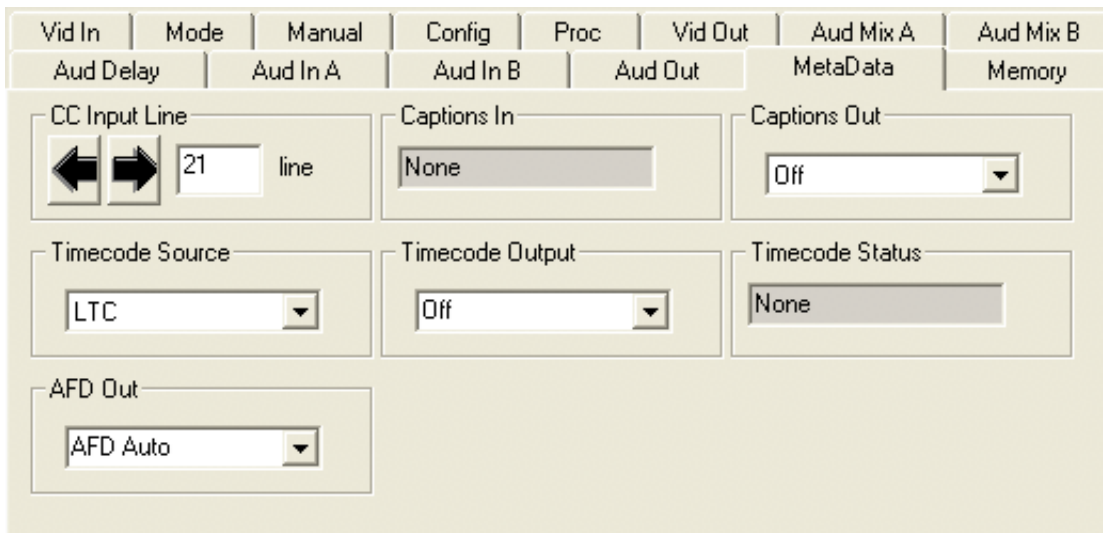 Vid In Mode Manual Config Proc Vid Out Aud Mix A Aud Mix B
Aud Delay Aud In A Aud In B Aud Out MetaData Memory
CC Input Line Captions In Captions Out
21 line None Off
Timecode Source Timecode Output Timecode Status
LTC Off None
AFD Out
AFD Auto